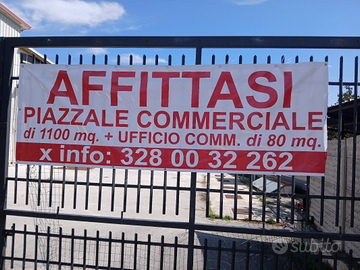 AFFITTASI
PIAZZALE COMMERCIALE
di 1100 mq. + UFFICIO COMM. di 80 mq.
x info: 328 00 32 262
subito